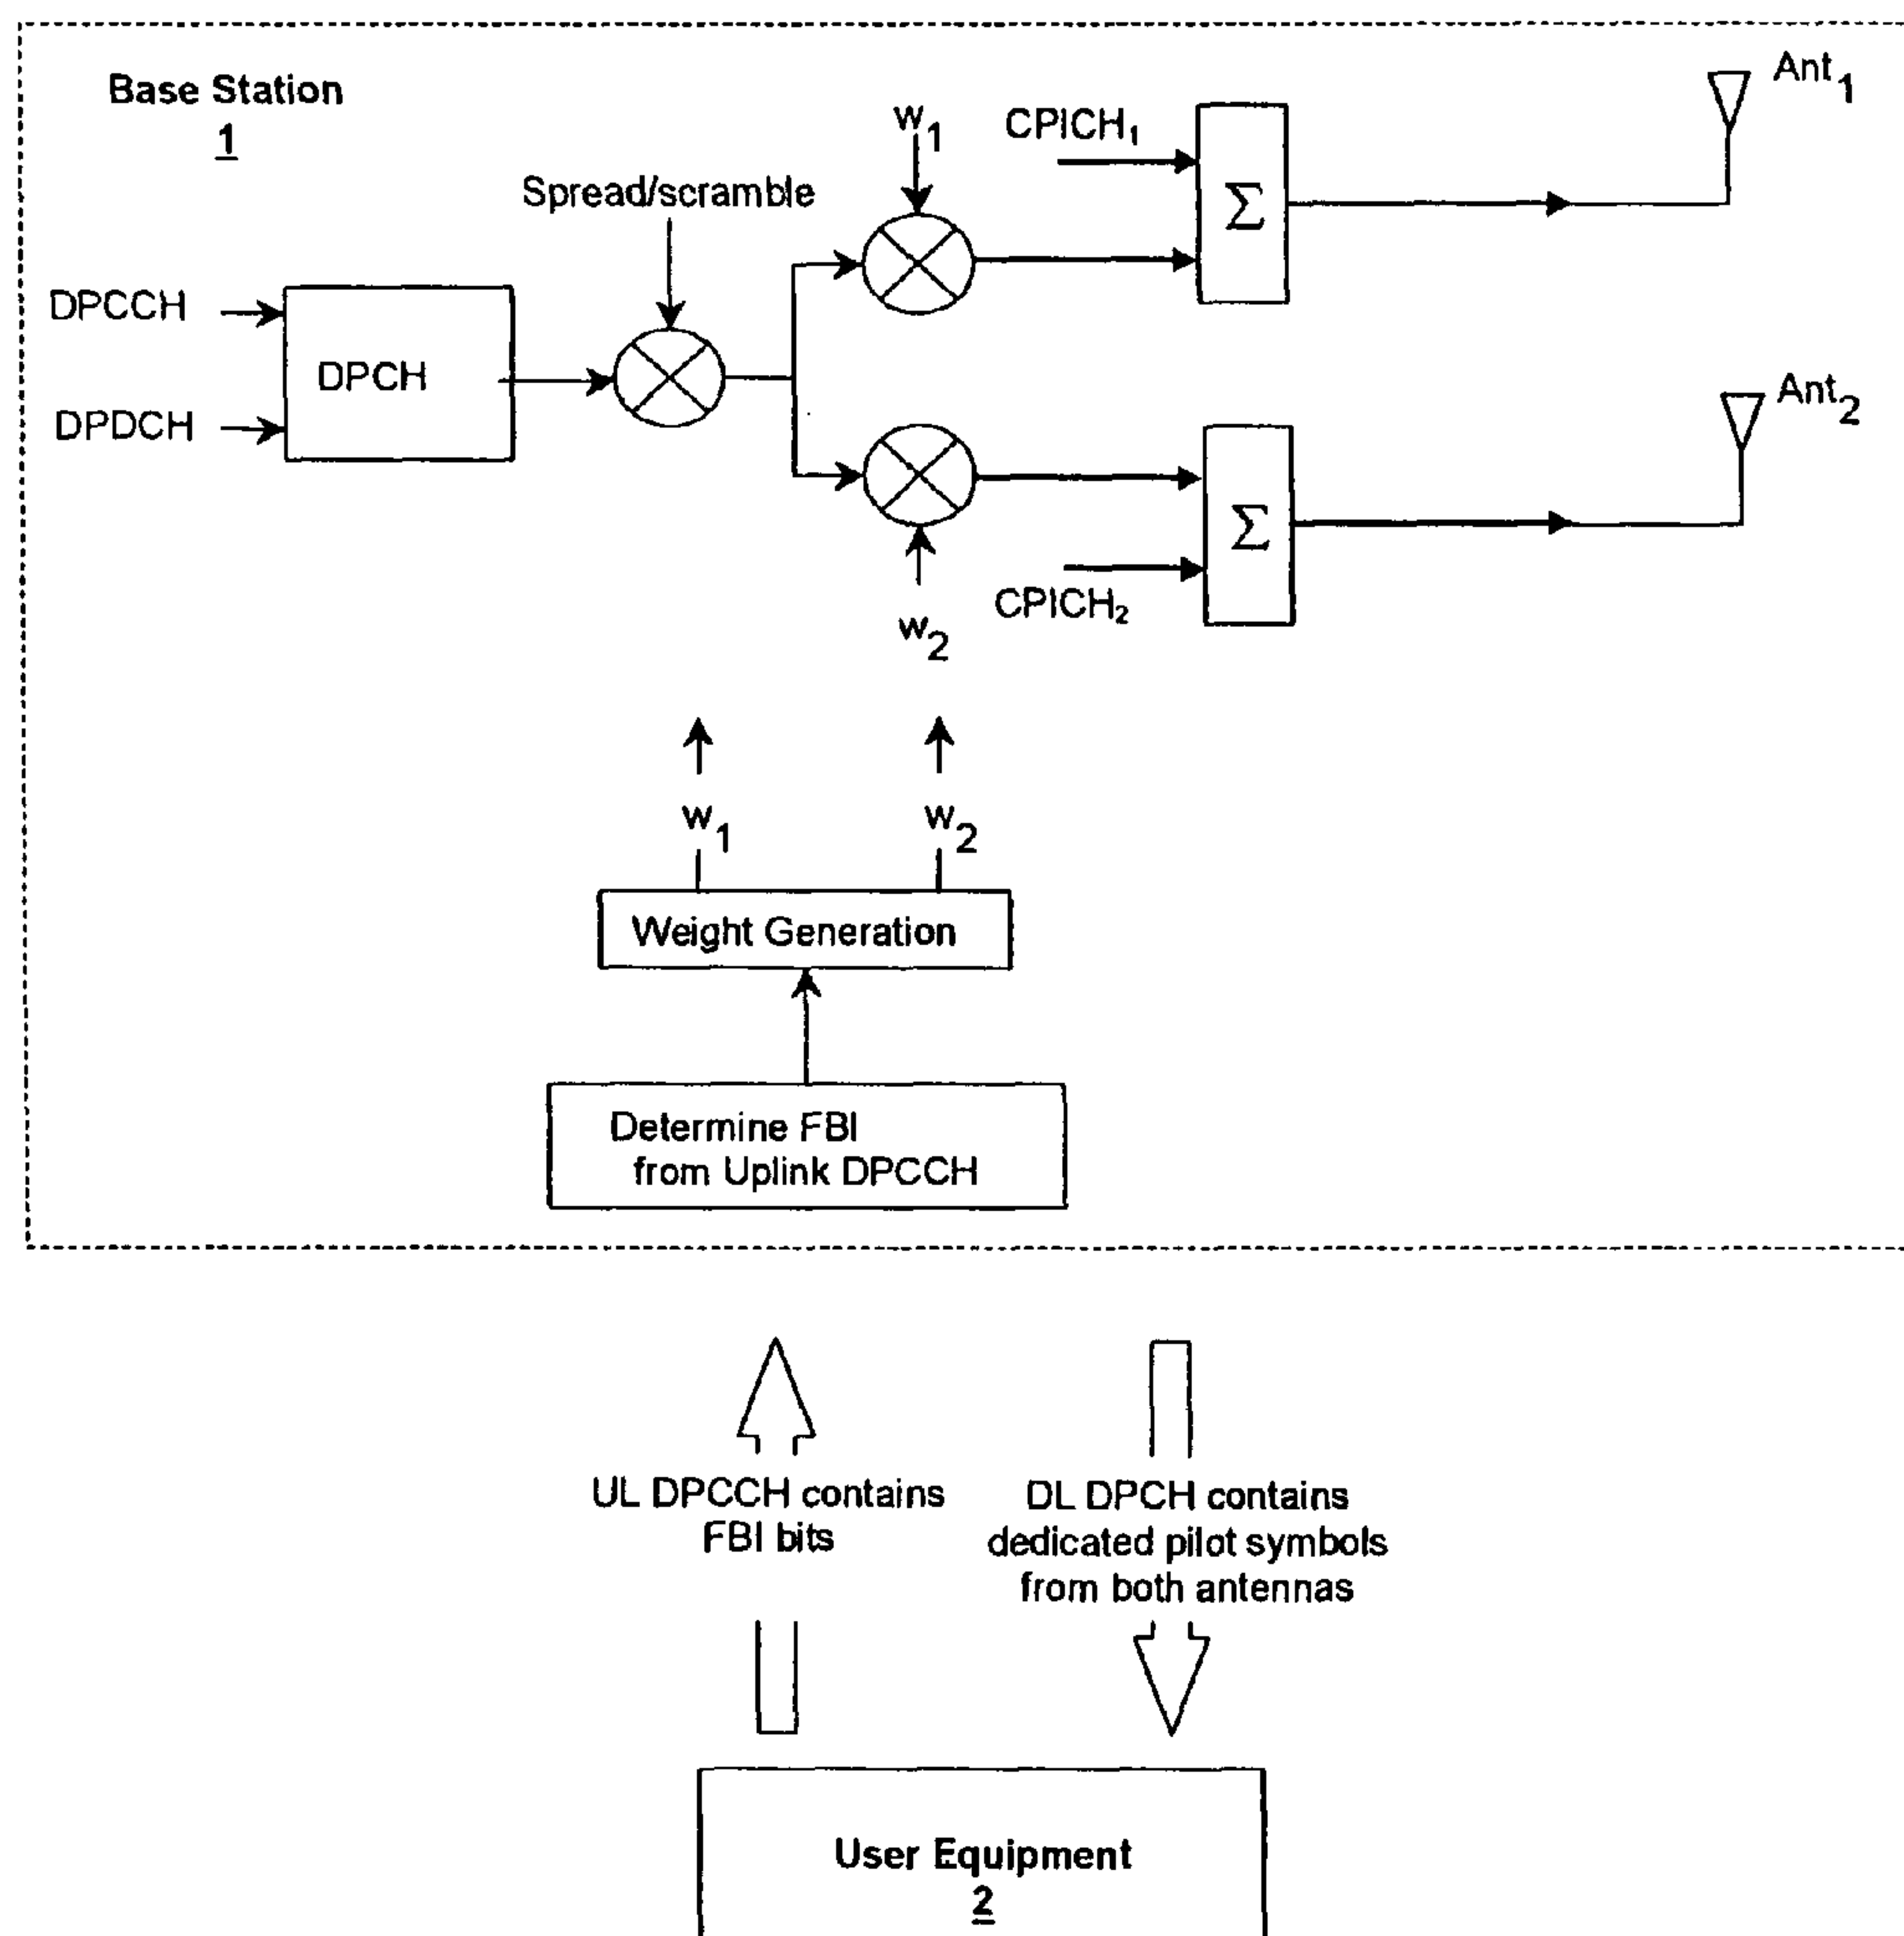 Base Station
1
Ant1
w1
CPICH1
Σ
Spread/scramble
DPCCH
DPCH
DPDCH
Ant2
Σ
CPICH2
w2
w1
w2
Weight Generation
Determine FBI
from Uplink DPCCH
UL DPCCH contains
FBI bits
DL DPCH contains
dedicated pilot symbols
from both antennas
User Equipment
2